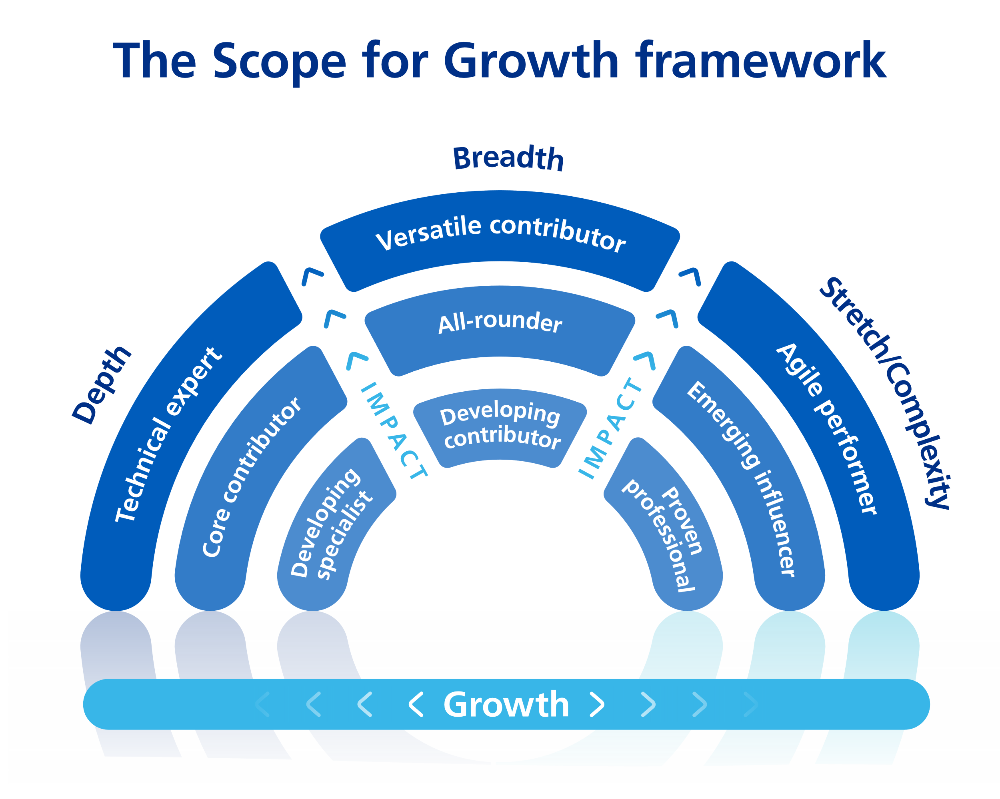 The Scope for Growth framework
Breadth
Versatile contributor
All-rounder
Developing
contributor
Depth
Technical expert
Core contributor
Developing
specialist
IMPACT
IMPACT
Stretch/Complexity
Agile performer
Emerging influencer
Proven
professional
Growth